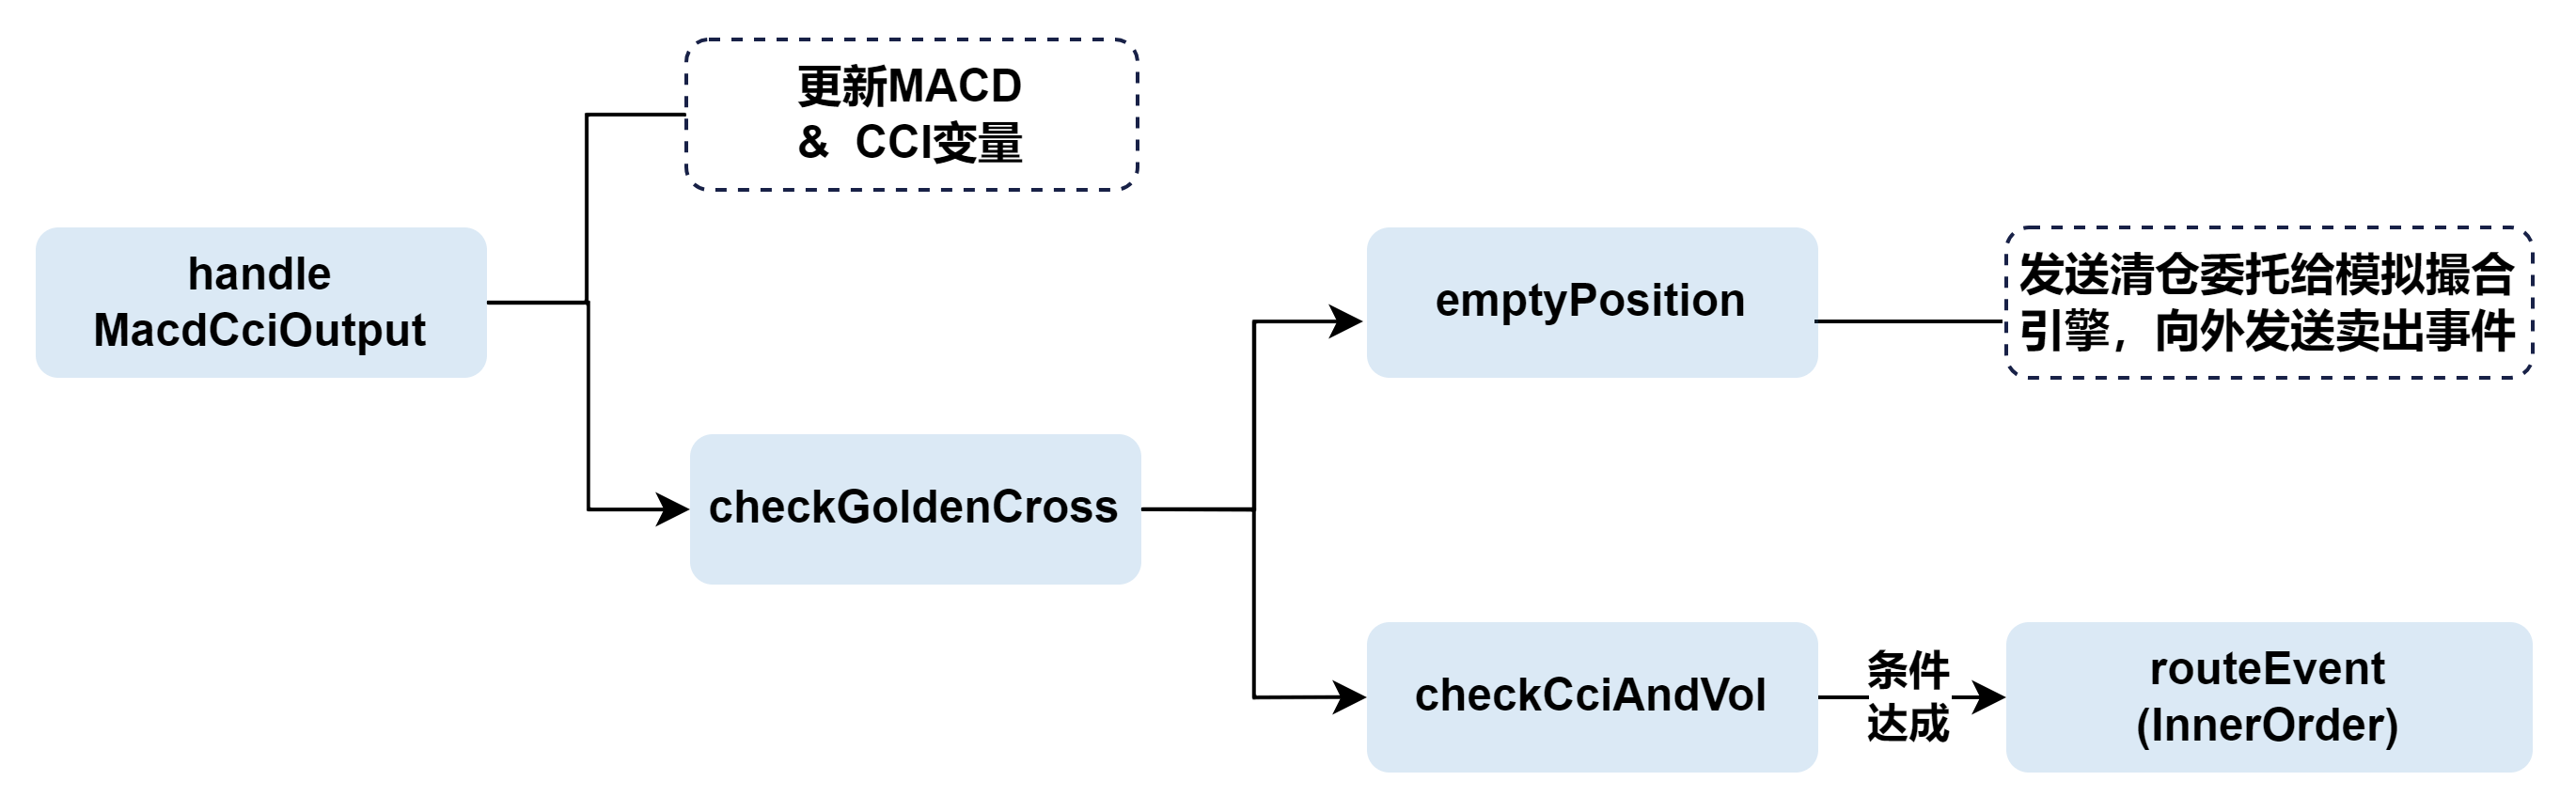 更新MACD
& CCI变量
handle
MacdCciOutput
checkGoldenCross
emptyPosition
发送清仓委托给模拟撮合
引擎，向外发送卖出事件
checkCciAndVol
条件
达成
routeEvent
(InnerOrder)